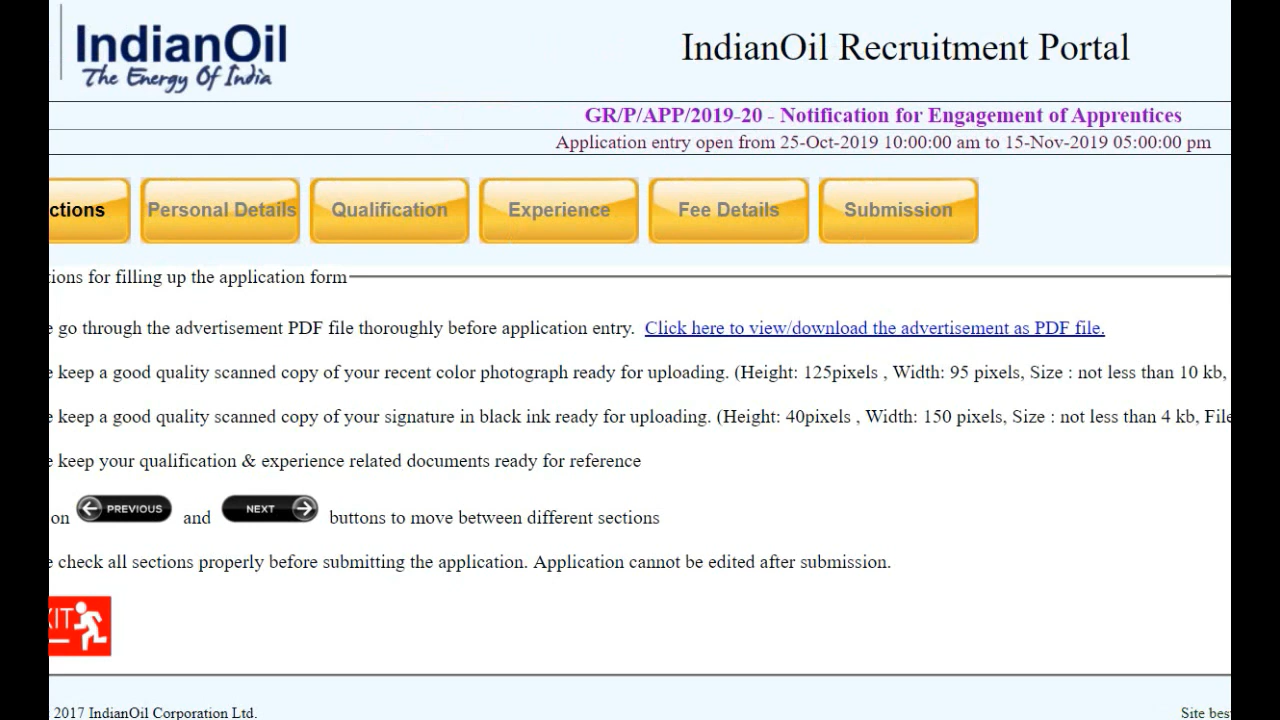 IndianOil
The Energy Of India
IndianOil Recruitment Portal
GR/P/APP/2019-20 - Notification for Engagement of Apprentices
Application entry open from 25-Oct-2019 10:00:00 am to 15-Nov-2019 05:00:00 pm
ctions Personal Details Qualification Experience Fee Details Submission
tions for filling up the application form
e go through the advertisement PDF file thoroughly before application entry. Click here to view/download the advertisement as PDF file.
e keep a good quality scanned copy of your recent color photograph ready for uploading. (Height: 125pixels , Width: 95 pixels, Size : not less than 10 kb,
e keep a good quality scanned copy of your signature in black ink ready for uploading. (Height: 40pixels , Width: 150 pixels, Size : not less than 4 kb, File
e keep your qualification & experience related documents ready for reference
on PREVIOUS and NEXT buttons to move between different sections
e check all sections properly before submitting the application. Application cannot be edited after submission.
XIT
2017 IndianOil Corporation Ltd. Site bes